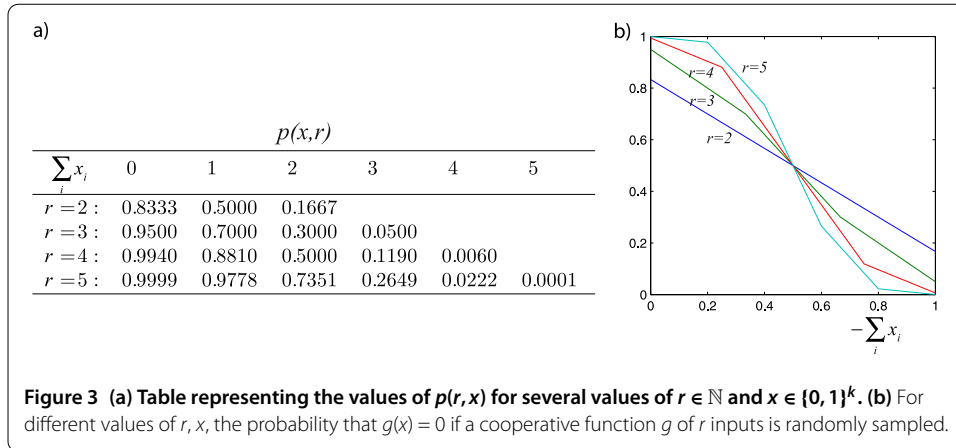 a)
p(x,r)
∑ᵢ xᵢ 0 1 2 3 4 5
r = 2 : 0.8333 0.5000 0.1667
r = 3 : 0.9500 0.7000 0.3000 0.0500
r = 4 : 0.9940 0.8810 0.5000 0.1190 0.0060
r = 5 : 0.9999 0.9778 0.7351 0.2649 0.0222 0.0001
b)
1
0.8
0.6
0.4
0.2
0
r=5
r=4
r=3
r=2
0 0.2 0.4 0.6 0.8 1
−∑ᵢ xᵢ
Figure 3 (a) Table representing the values of p(r, x) for several values of r ∈ ℕ and x ∈ {0, 1}ᵏ. (b) For
different values of r, x, the probability that g(x) = 0 if a cooperative function g of r inputs is randomly sampled.